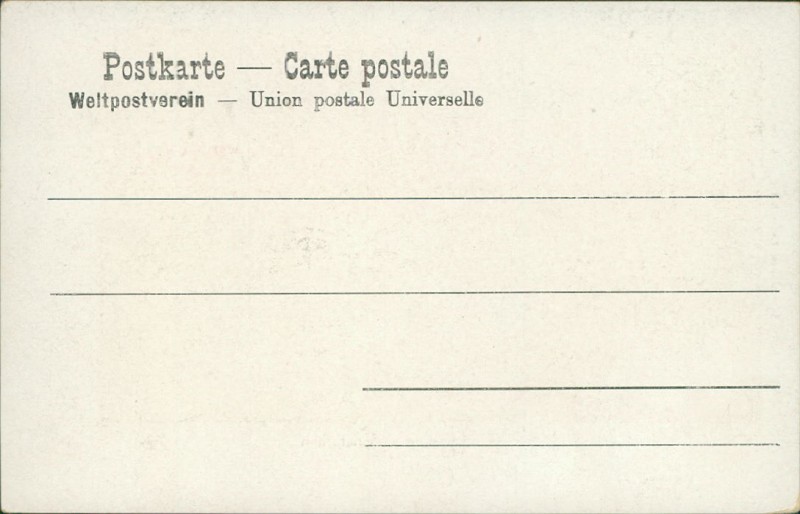 Postkarte — Carte postale
Weltpostverein — Union postale Universelle